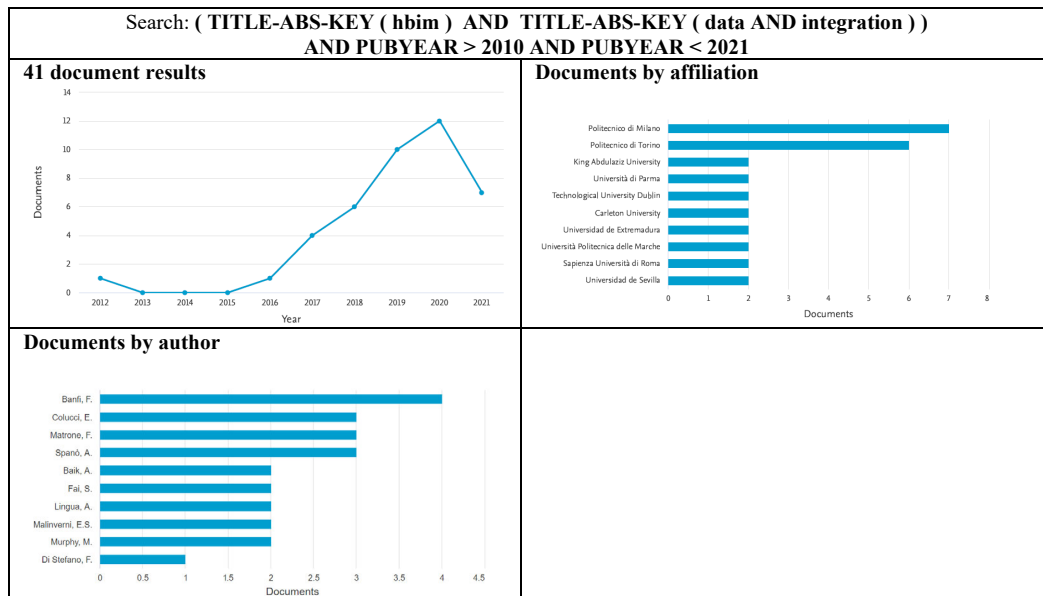 Search: ( TITLE-ABS-KEY ( hbim ) AND TITLE-ABS-KEY ( data AND integration ) )
AND PUBYEAR > 2010 AND PUBYEAR < 2021
41 document results
14
12
10
8
6
4
2
0
Documents
2012 2013 2014 2015 2016 2017 2018 2019 2020 2021
Year
Documents by affiliation
Politecnico di Milano
Politecnico di Torino
King Abdulaziz University
Università di Parma
Technological University Dublin
Carleton University
Universidad de Extremadura
Università Politecnica delle Marche
Sapienza Università di Roma
Universidad de Sevilla
0 1 2 3 4 5 6 7 8
Documents
Documents by author
Banfi, F.
Colucci, E.
Matrone, F.
Spanò, A.
Baik, A.
Fai, S.
Lingua, A.
Malinverni, E.S.
Murphy, M.
Di Stefano, F.
0 0.5 1 1.5 2 2.5 3 3.5 4 4.5
Documents